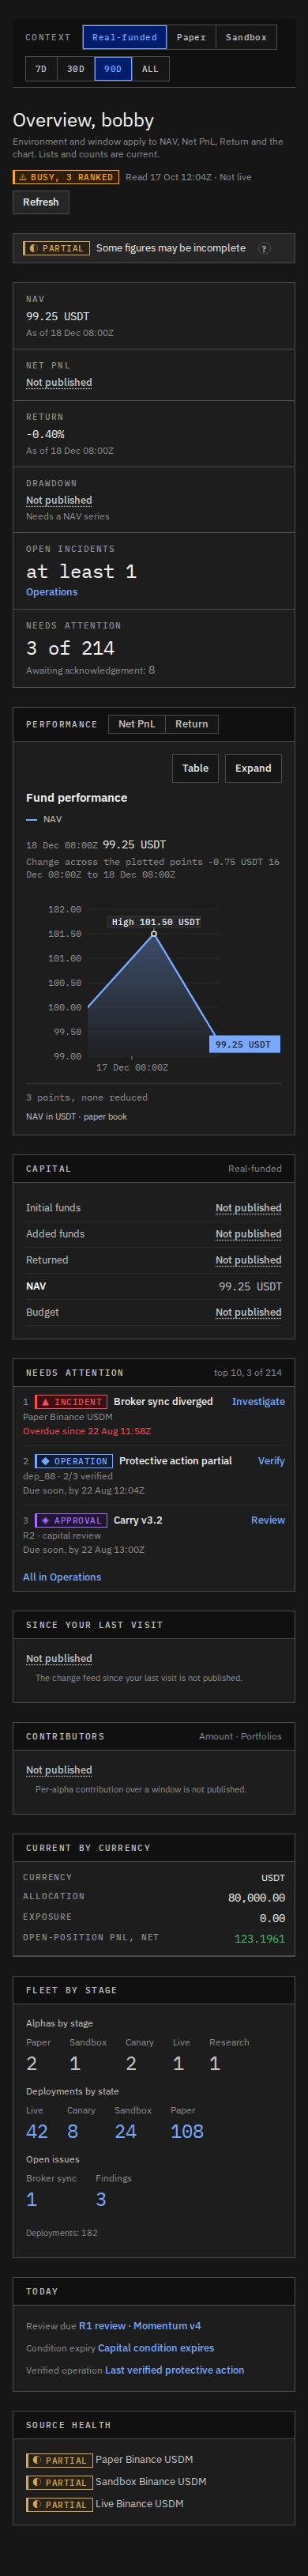 CONTEXT Real-funded Paper Sandbox
7D 30D 90D ALL
Overview, bobby
Environment and window apply to NAV, Net PnL, Return and the
chart. Lists and counts are current.
BUSY, 3 RANKED Read 17 Oct 12:04Z · Not live
Refresh
PARTIAL Some figures may be incomplete ?
NAV
99.25 USDT
As of 18 Dec 08:00Z
NET PNL
Not published
RETURN
-0.40%
As of 18 Dec 08:00Z
DRAWDOWN
Not published
Needs a NAV series
OPEN INCIDENTS
at least 1
Operations
NEEDS ATTENTION
3 of 214
Awaiting acknowledgement: 8
PERFORMANCE Net PnL Return
Table Expand
Fund performance
NAV
18 Dec 08:00Z 99.25 USDT
Change across the plotted points -0.75 USDT 16
Dec 08:00Z to 18 Dec 08:00Z
102.00
High 101.50 USDT
101.50
101.00
100.50
100.00
99.50
99.25 USDT
99.00
17 Dec 00:00Z
3 points, none reduced
NAV in USDT · paper book
CAPITAL Real-funded
Initial funds Not published
Added funds Not published
Returned Not published
NAV 99.25 USDT
Budget Not published
NEEDS ATTENTION top 10, 3 of 214
1 INCIDENT Broker sync diverged Investigate
Paper Binance USDM
Overdue since 22 Aug 11:58Z
2 OPERATION Protective action partial Verify
dep_88 · 2/3 verified
Due soon, by 22 Aug 12:04Z
3 APPROVAL Carry v3.2 Review
R2 · capital review
Due soon, by 22 Aug 13:00Z
All in Operations
SINCE YOUR LAST VISIT
Not published
The change feed since your last visit is not published.
CONTRIBUTORS Amount · Portfolios
Not published
Per-alpha contribution over a window is not published.
CURRENT BY CURRENCY
CURRENCY USDT
ALLOCATION 80,000.00
EXPOSURE 0.00
OPEN-POSITION PNL, NET 123.1961
FLEET BY STAGE
Alphas by stage
Paper Sandbox Canary Live Research
2 1 2 1 1
Deployments by state
Live Canary Sandbox Paper
42 8 24 108
Open issues
Broker sync Findings
1 3
Deployments: 182
TODAY
Review due R1 review · Momentum v4
Condition expiry Capital condition expires
Verified operation Last verified protective action
SOURCE HEALTH
PARTIAL Paper Binance USDM
PARTIAL Sandbox Binance USDM
PARTIAL Live Binance USDM